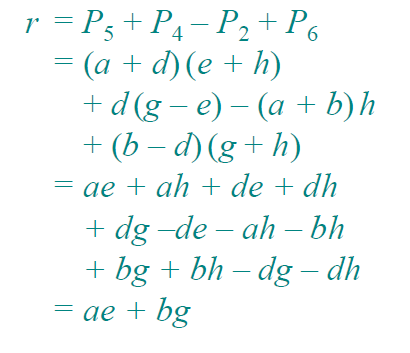 r = P₅ + P₄ – P₂ + P₆
= (a + d)(e + h)
+ d(g – e) – (a + b)h
+ (b – d)(g + h)
= ae + ah + de + dh
+ dg –de – ah – bh
+ bg + bh – dg – dh
= ae + bg